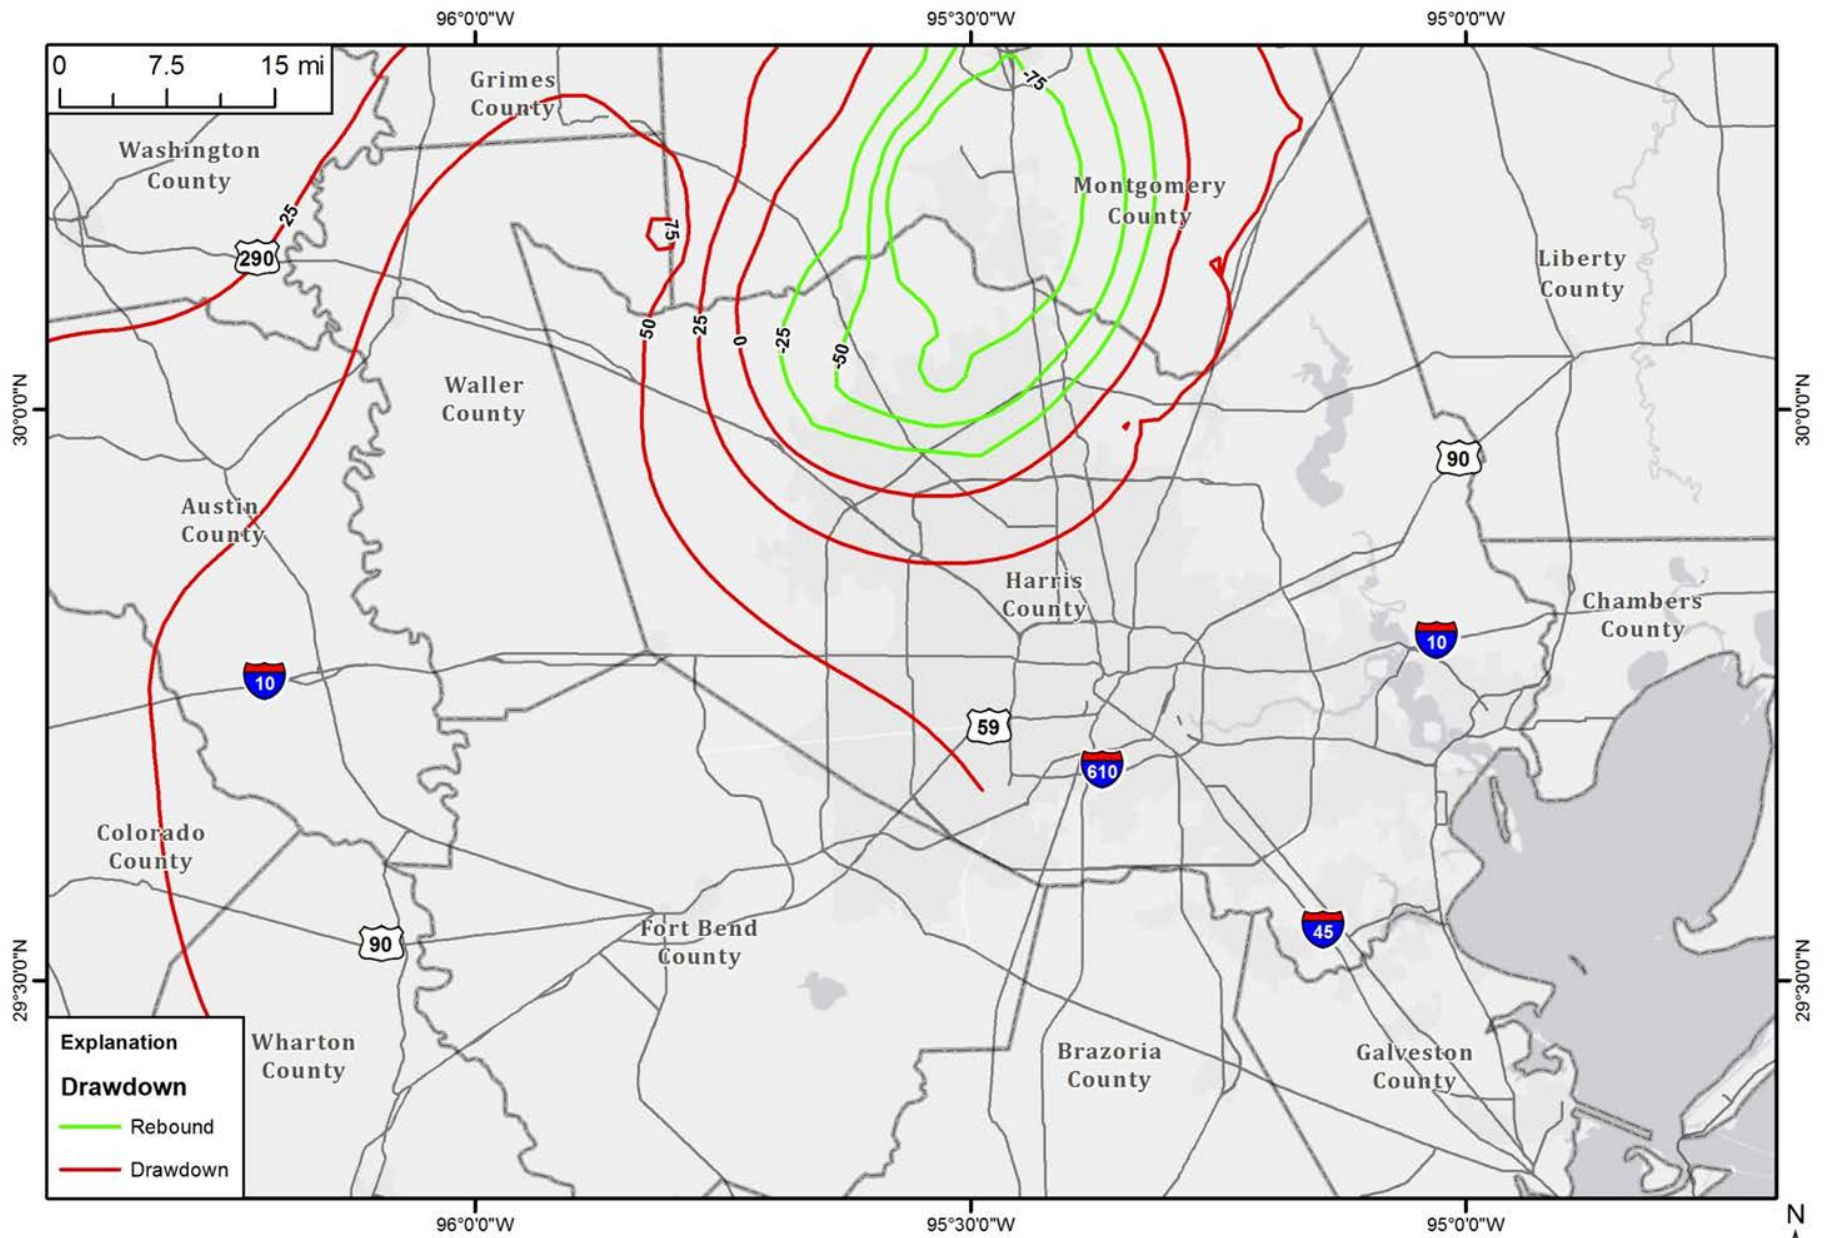 96°0'0"W
95°30'0"W
95°0'0"W
0 7.5 15 mi
Grimes
County
-75
Washington
County
Montgomery
County
25
75
290
Liberty
County
50
25
0
-25
-50
Waller
County
30°0'0"N
30°0'0"N
90
Austin
County
Harris
County
Chambers
County
10
10
59
610
Colorado
County
45
90
Fort Bend
County
29°30'0"N
29°30'0"N
Explanation
Drawdown
Rebound
Drawdown
Wharton
County
Brazoria
County
Galveston
County
96°0'0"W
95°30'0"W
95°0'0"W
N